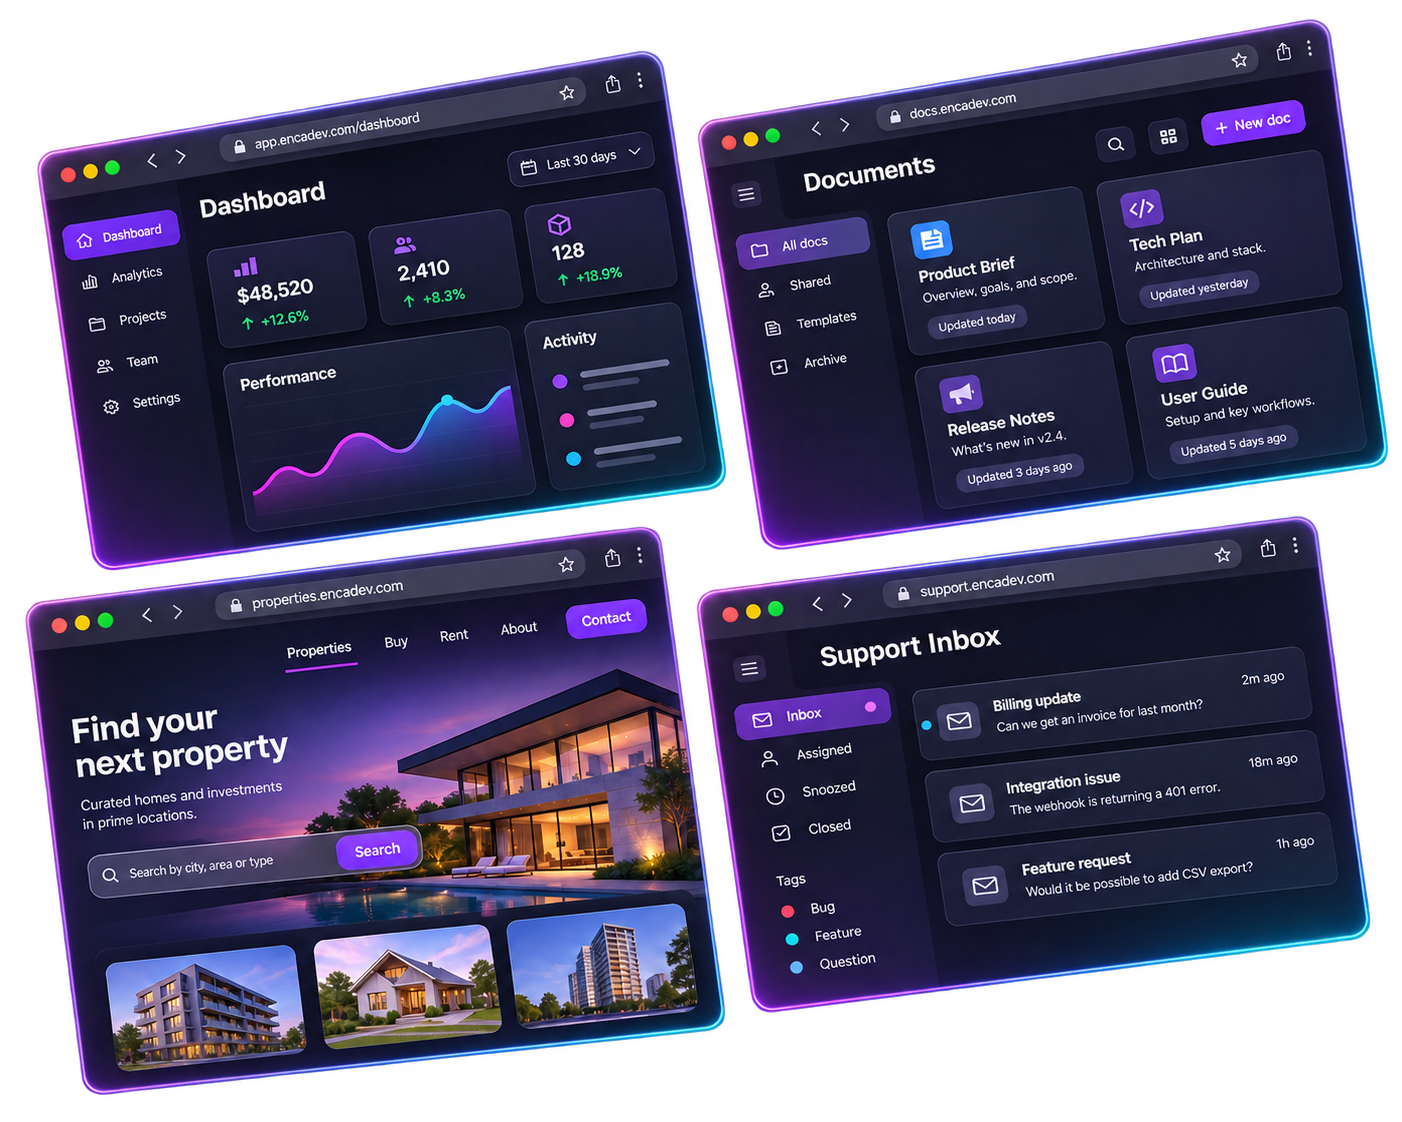 app.encadev.com/dashboard
Dashboard
Last 30 days
Dashboard
Analytics
Projects
Team
Settings
$48,520
+12.6%
2,410
+8.3%
128
+18.9%
Performance
Activity
docs.encadev.com
Documents
+ New doc
All docs
Shared
Templates
Archive
Product Brief
Overview, goals, and scope.
Updated today
Tech Plan
Architecture and stack.
Updated yesterday
Release Notes
What's new in v2.4.
Updated 3 days ago
User Guide
Setup and key workflows.
Updated 5 days ago
properties.encadev.com
Properties
Buy
Rent
About
Contact
Find your
next property
Curated homes and investments
in prime locations.
Search by city, area or type
Search
support.encadev.com
Support Inbox
Inbox
Assigned
Snoozed
Closed
Tags
Bug
Feature
Question
Billing update
2m ago
Can we get an invoice for last month?
Integration issue
18m ago
The webhook is returning a 401 error.
Feature request
1h ago
Would it be possible to add CSV export?